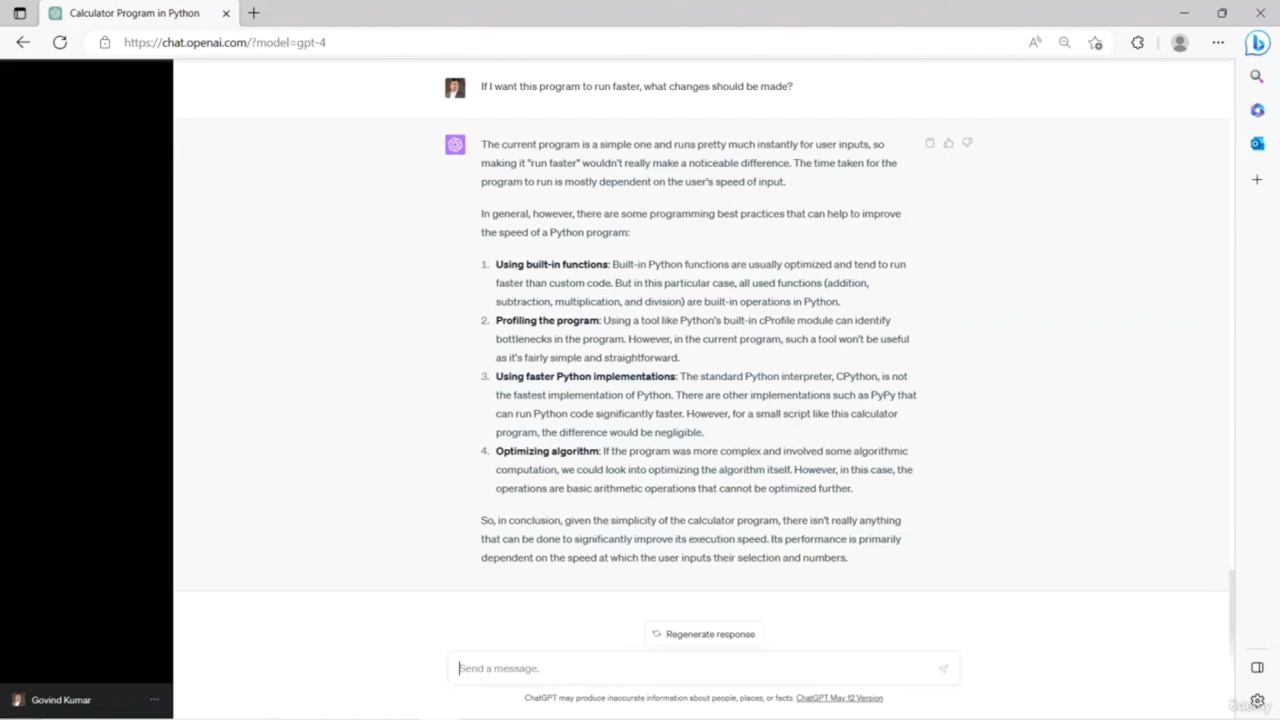 Calculator Program in Python
https://chat.openai.com/?model=gpt-4
If I want this program to run faster, what changes should be made?
The current program is a simple one and runs pretty much instantly for user inputs, so
making it "run faster" wouldn't really make a noticeable difference. The time taken for the
program to run is mostly dependent on the user's speed of input.
In general, however, there are some programming best practices that can help to improve
the speed of a Python program:
1. Using built-in functions: Built-in Python functions are usually optimized and tend to run
faster than custom code. But in this particular case, all used functions (addition,
subtraction, multiplication, and division) are built-in operations in Python.
2. Profiling the program: Using a tool like Python's built-in cProfile module can identify
bottlenecks in the program. However, in the current program, such a tool won't be useful
as it's fairly simple and straightforward.
3. Using faster Python implementations: The standard Python interpreter, CPython, is not
the fastest implementation of Python. There are other implementations such as PyPy that
can run Python code significantly faster. However, for a small script like this calculator
program, the difference would be negligible.
4. Optimizing algorithm: If the program was more complex and involved some algorithmic
computation, we could look into optimizing the algorithm itself. However, in this case, the
operations are basic arithmetic operations that cannot be optimized further.
So, in conclusion, given the simplicity of the calculator program, there isn't really anything
that can be done to significantly improve its execution speed. Its performance is primarily
dependent on the speed at which the user inputs their selection and numbers.
Regenerate response
Send a message.
ChatGPT may produce inaccurate information about people, places, or facts. ChatGPT May 12 Version
Govind Kumar